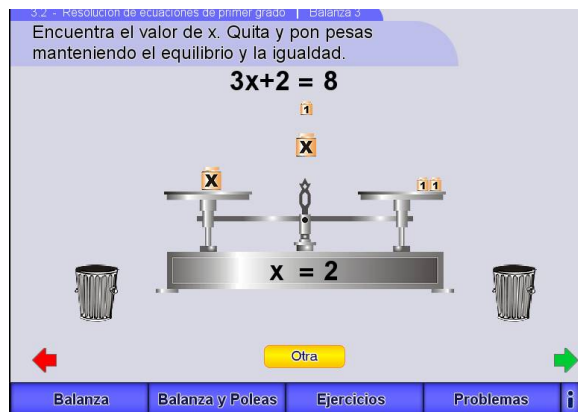 3.2 - Resolución de ecuaciones de primer grado | Balanza 3
Encuentra el valor de x. Quita y pon pesas
manteniendo el equilibrio y la igualdad.
3x+2 = 8
1
X
X
1 1
x = 2
Otra
Balanza
Balanza y Poleas
Ejercicios
Problemas
i